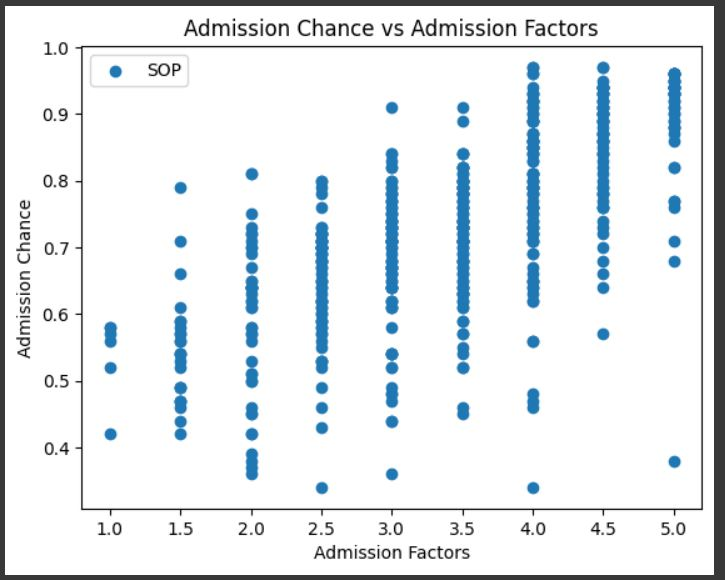 Admission Chance vs Admission Factors
SOP
Admission Chance
1.0
0.9
0.8
0.7
0.6
0.5
0.4
1.0 1.5 2.0 2.5 3.0 3.5 4.0 4.5 5.0
Admission Factors